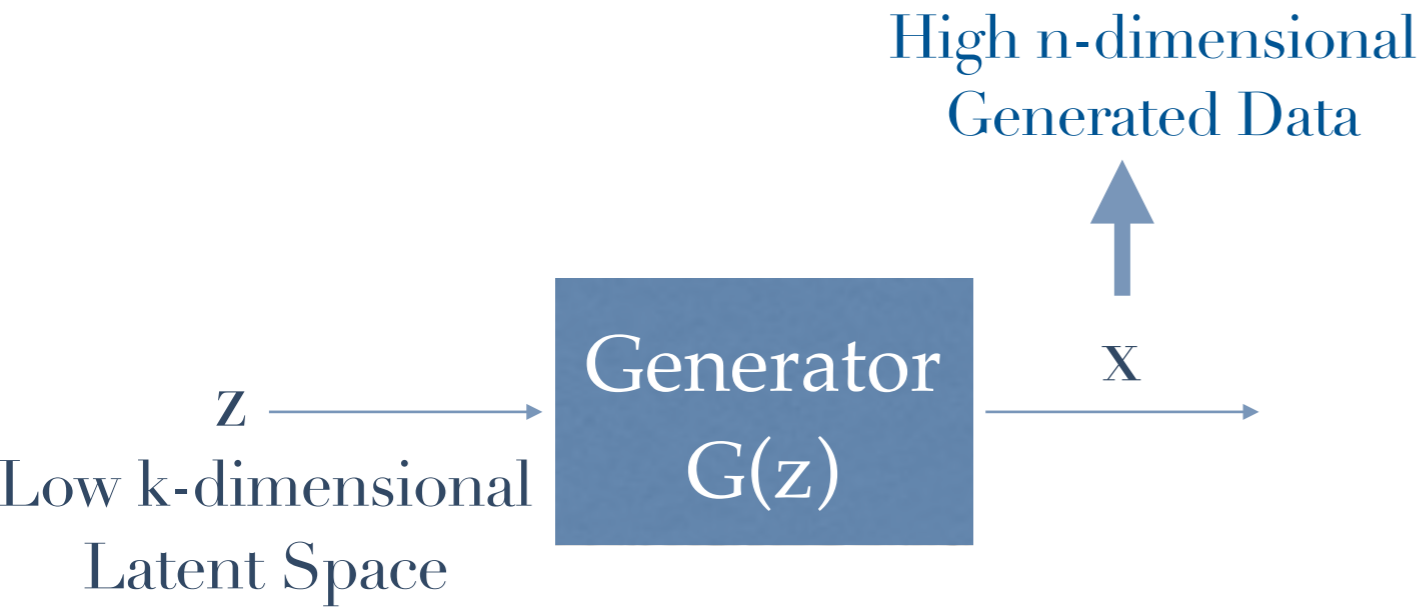 High n-dimensional
Generated Data
x
Generator
G(z)
z
Low k-dimensional
Latent Space